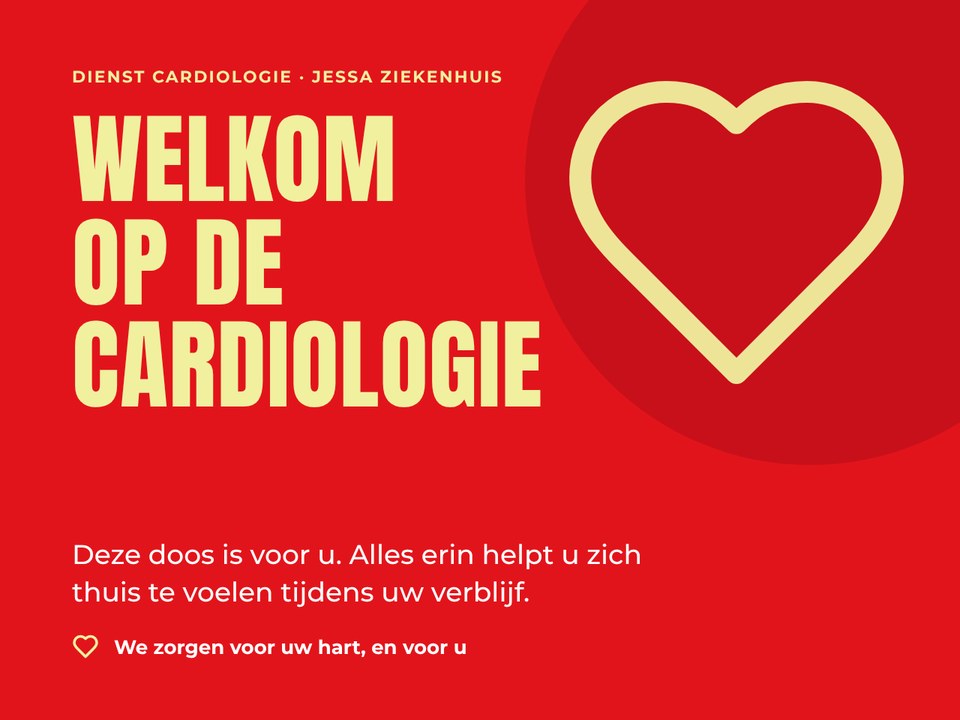 DIENST CARDIOLOGIE · JESSA ZIEKENHUIS
WELKOM
OP DE
CARDIOLOGIE
Deze doos is voor u. Alles erin helpt u zich
thuis te voelen tijdens uw verblijf.
We zorgen voor uw hart, en voor u